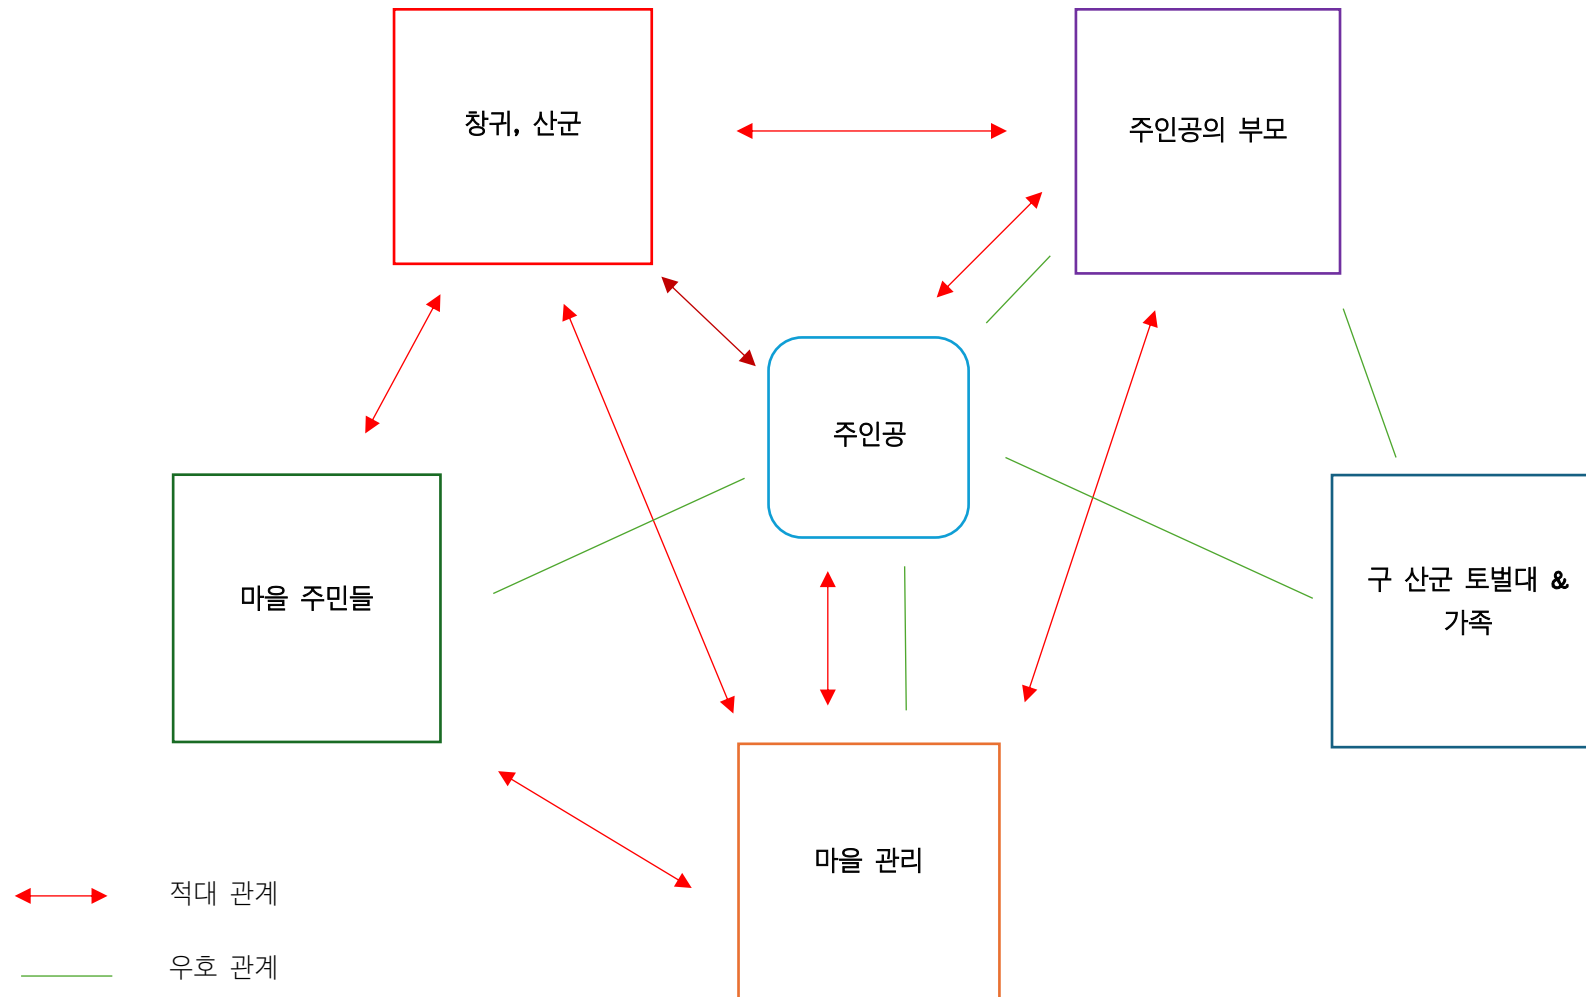 창귀, 산군
주인공의 부모
주인공
구 산군 토벌대 &
가족
마을 주민들
마을 관리
적대 관계
우호 관계